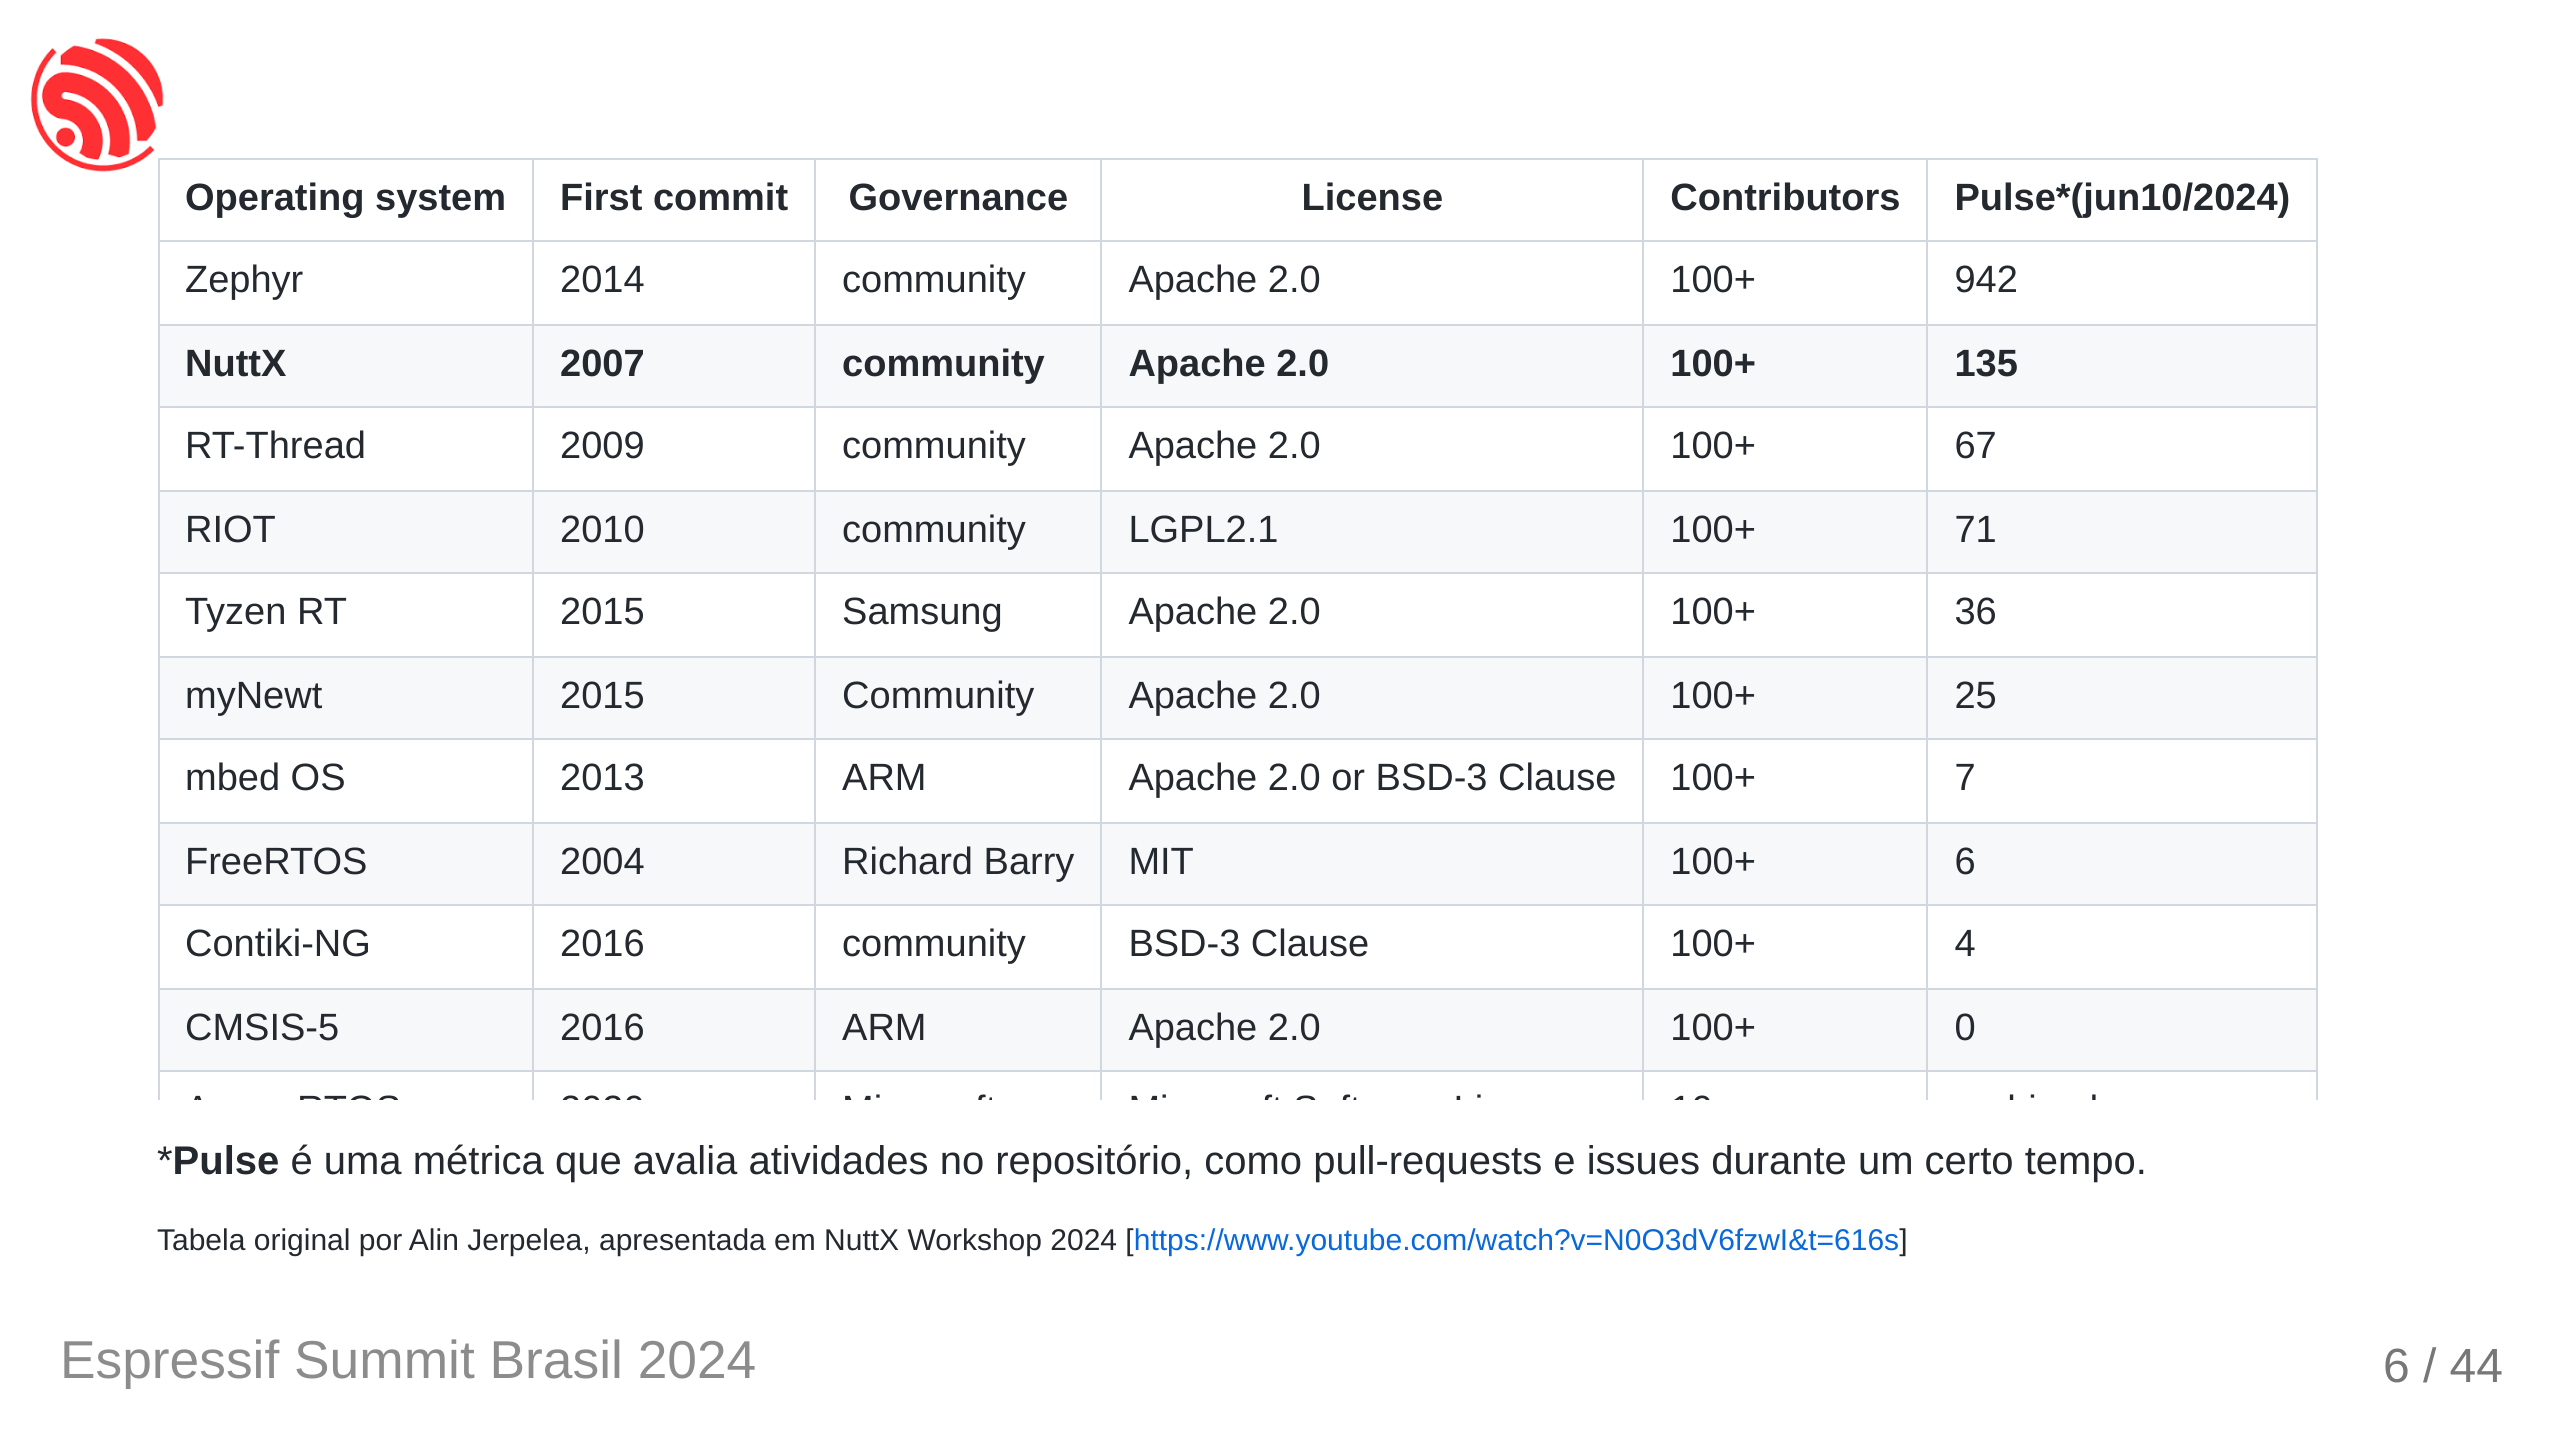 Operating system First commit Governance License Contributors Pulse*(jun10/2024)
Zephyr 2014 community Apache 2.0 100+ 942
NuttX 2007 community Apache 2.0 100+ 135
RT-Thread 2009 community Apache 2.0 100+ 67
RIOT 2010 community LGPL2.1 100+ 71
Tyzen RT 2015 Samsung Apache 2.0 100+ 36
myNewt 2015 Community Apache 2.0 100+ 25
mbed OS 2013 ARM Apache 2.0 or BSD-3 Clause 100+ 7
FreeRTOS 2004 Richard Barry MIT 100+ 6
Contiki-NG 2016 community BSD-3 Clause 100+ 4
CMSIS-5 2016 ARM Apache 2.0 100+ 0
*Pulse é uma métrica que avalia atividades no repositório, como pull-requests e issues durante um certo tempo.
Tabela original por Alin Jerpelea, apresentada em NuttX Workshop 2024 [https://www.youtube.com/watch?v=N0O3dV6fzwI&t=616s]
Espressif Summit Brasil 2024
6 / 44